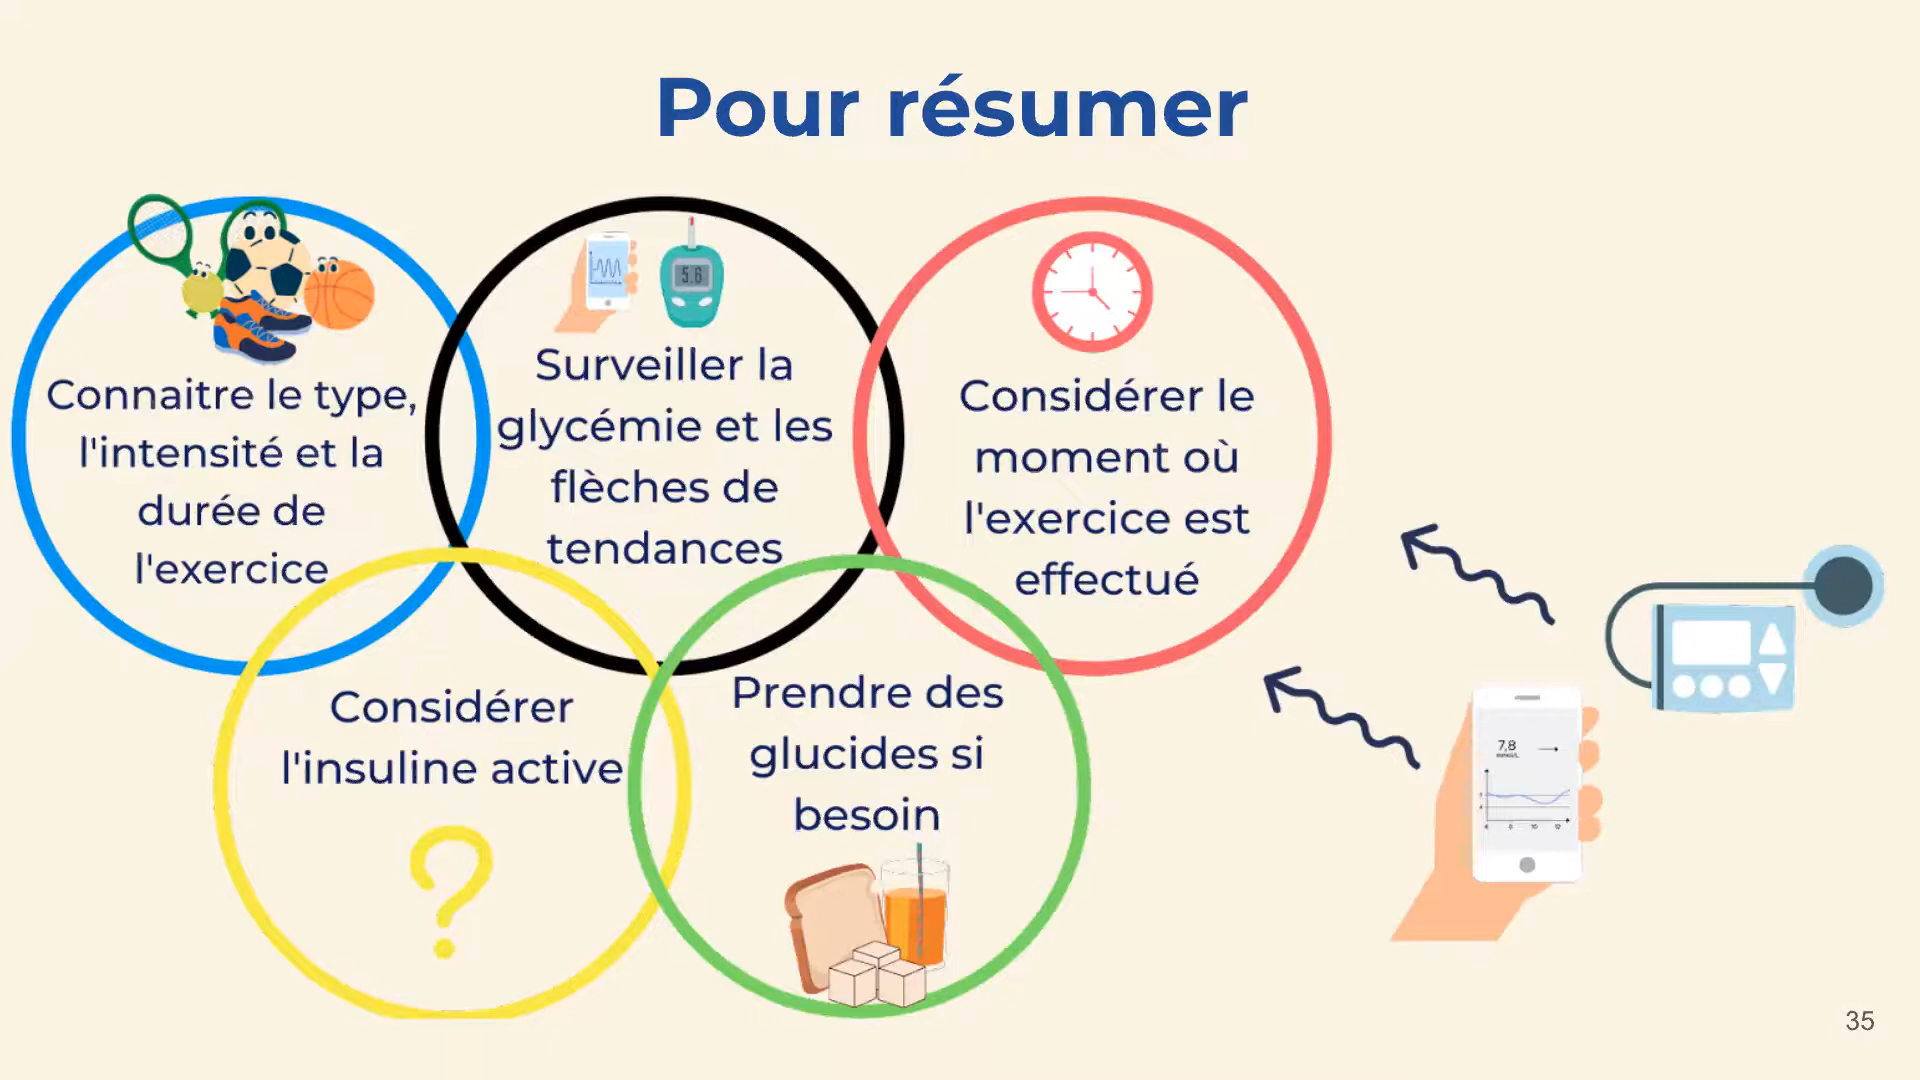 Pour résumer
5.6
Connaitre le type,
l'intensité et la
durée de
l'exercice
Surveiller la
glycémie et les
flèches de
tendances
Considérer le
moment où
l'exercice est
effectué
Considérer
l'insuline active
?
Prendre des
glucides si
besoin
7,8
mmol/L
35